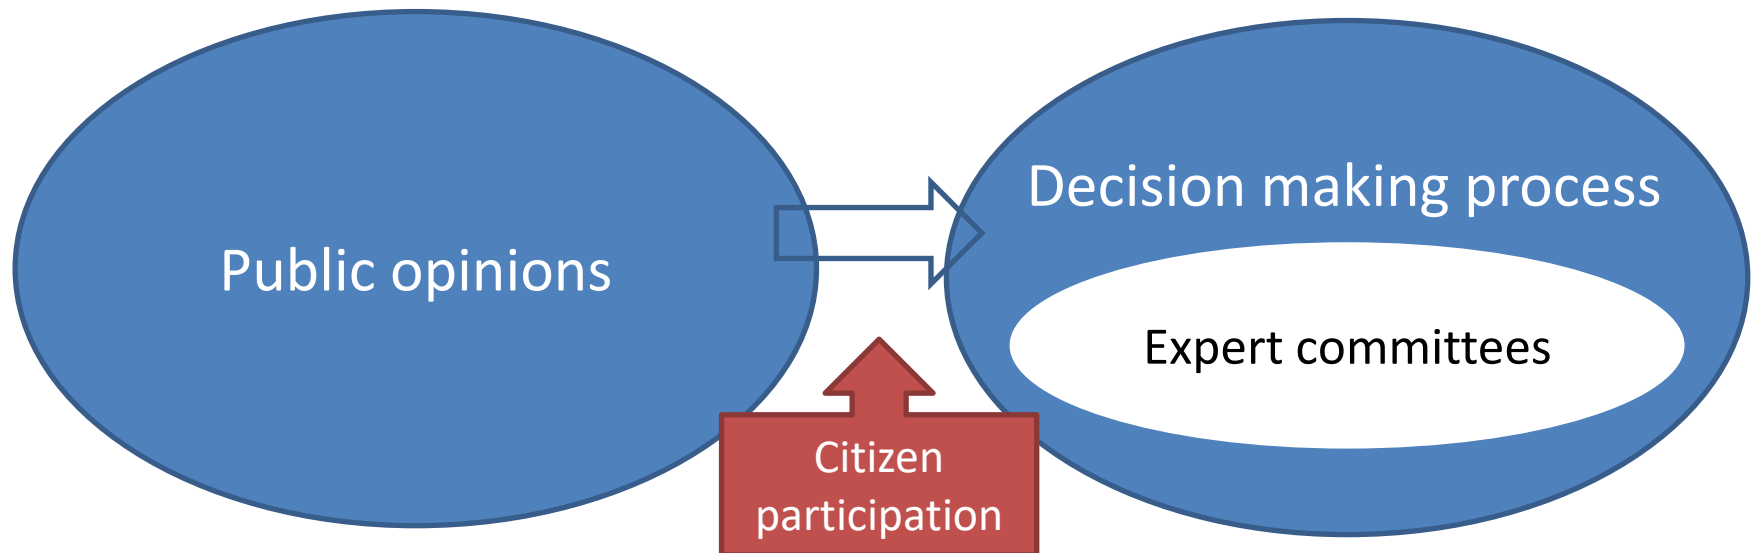 Public opinions
Decision making process
Expert committees
Citizen
participation